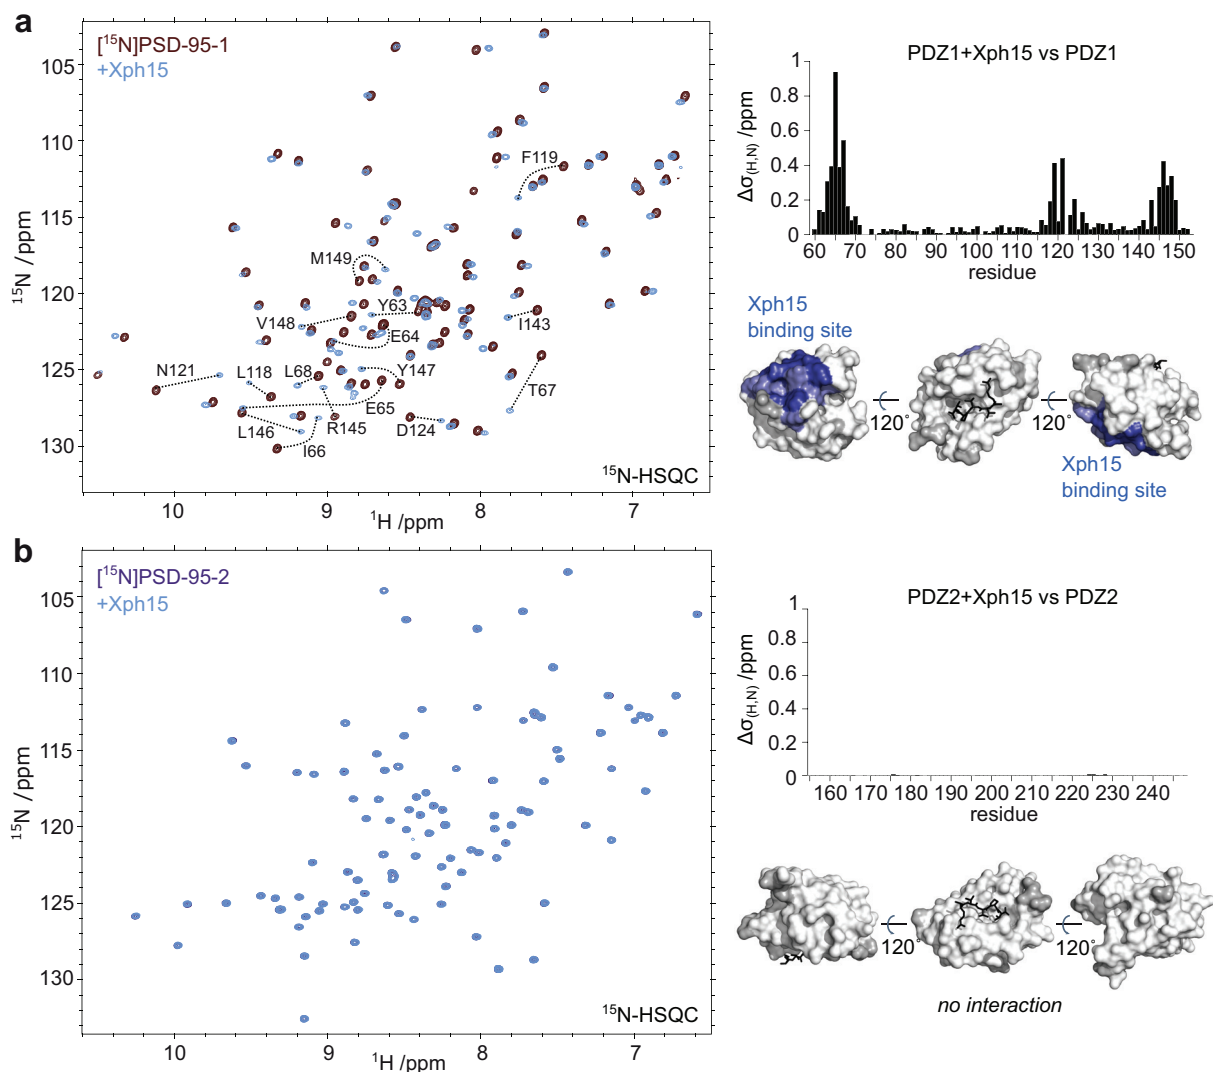 a
[¹⁵N]PSD-95-1
+Xph15
105
110
115
120
125
130
¹⁵N /ppm
F119
M149
Y63
V148
E64
I143
N121
L118
L68
Y147
T67
E65
L146
R145
D124
I66
¹⁵N-HSQC
10
9
8
7
¹H /ppm
PDZ1+Xph15 vs PDZ1
1
0.8
0.6
0.4
0.2
0
Δσ(H,N) /ppm
60 70 80 90 100 110 120 130 140 150
residue
Xph15
binding site
120°
120°
Xph15
binding site
b
[¹⁵N]PSD-95-2
+Xph15
105
110
115
120
125
130
¹⁵N /ppm
¹⁵N-HSQC
10
9
8
7
¹H /ppm
PDZ2+Xph15 vs PDZ2
1
0.8
0.6
0.4
0.2
0
Δσ(H,N) /ppm
160 170 180 190 200 210 220 230 240
residue
120°
120°
no interaction